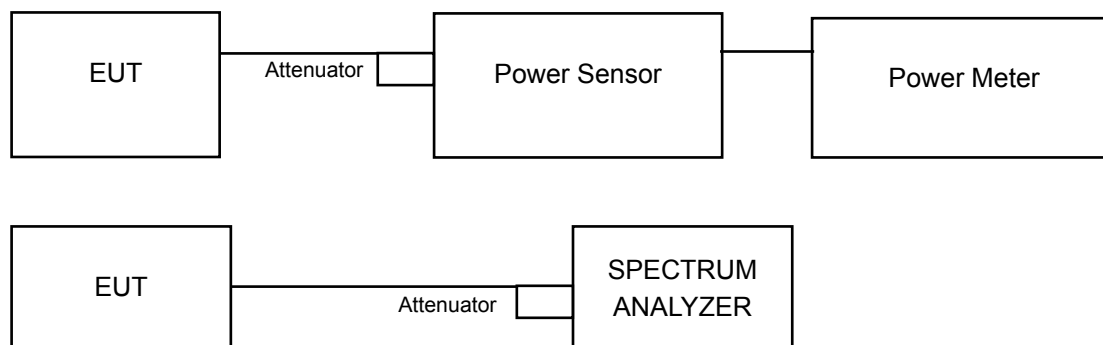 EUT
Attenuator
Power Sensor
Power Meter
EUT
Attenuator
SPECTRUM
ANALYZER